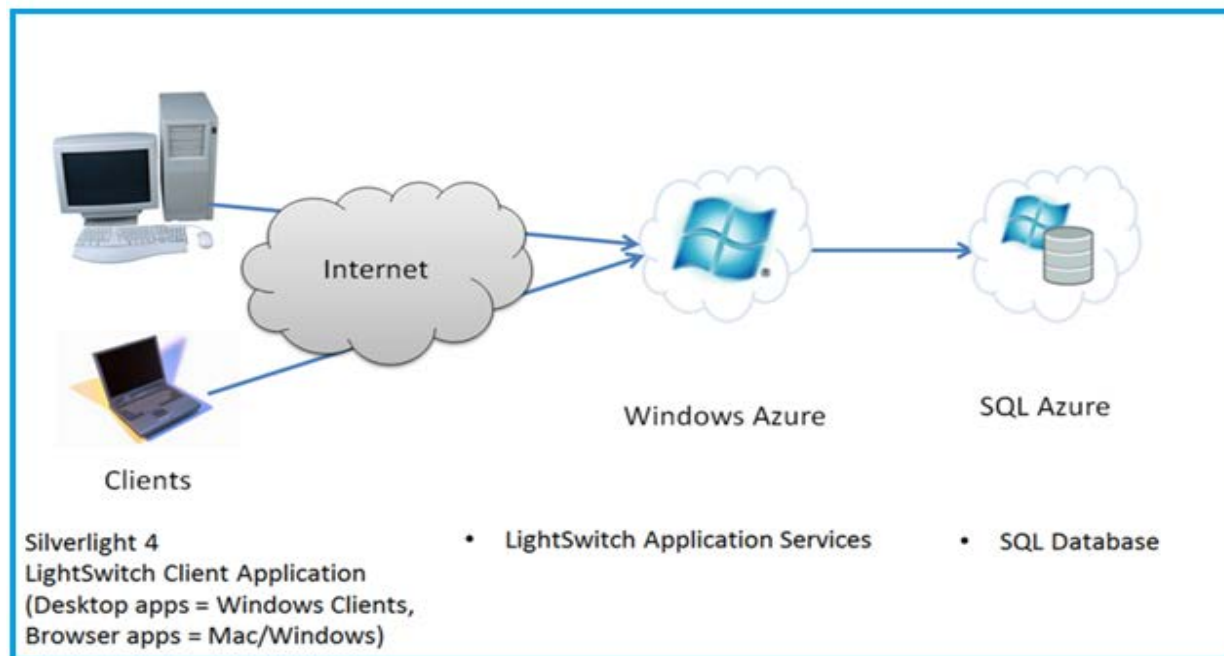 Internet
Windows Azure
SQL Azure
Clients
Silverlight 4
LightSwitch Client Application
(Desktop apps = Windows Clients,
Browser apps = Mac/Windows)
• LightSwitch Application Services
• SQL Database
®